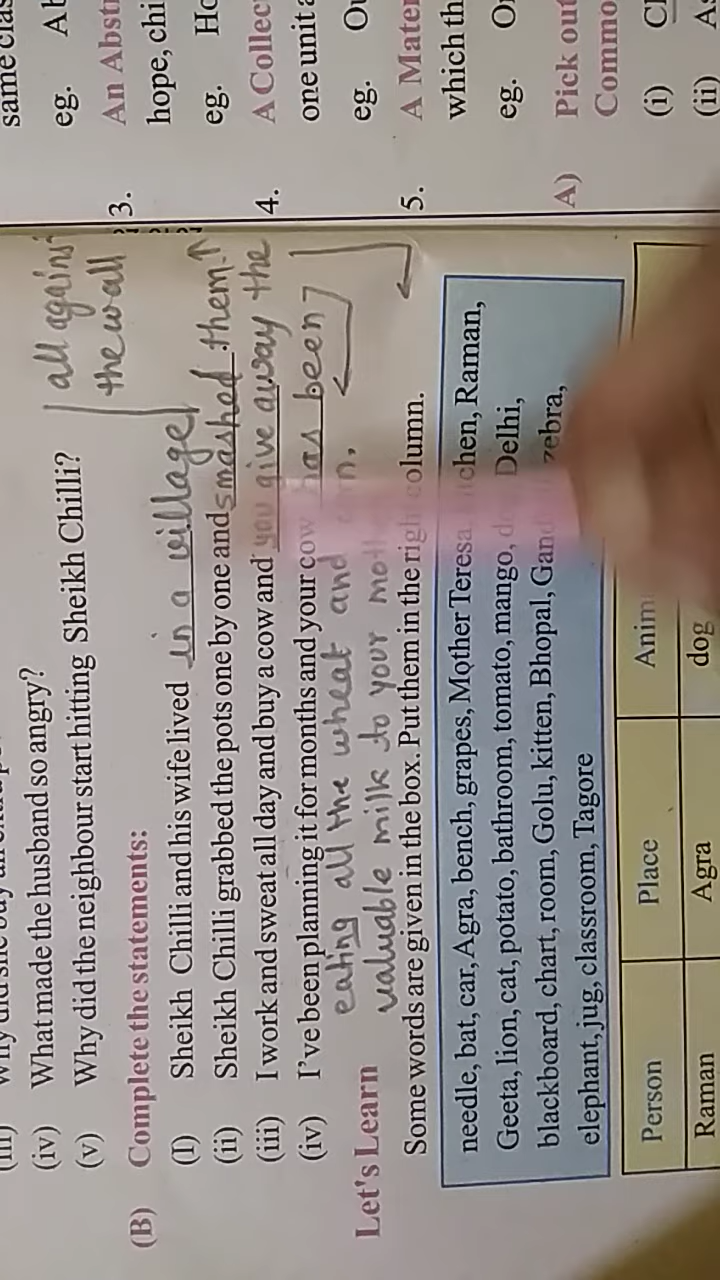 (iv) What made the husband so angry?
(v) Why did the neighbour start hitting Sheikh Chilli?
all agains
the wall
(B) Complete the statements:
(I) Sheikh Chilli and his wife lived in a village
(ii) Sheikh Chilli grabbed the pots one by one and smashed them.
(iii) I work and sweat all day and buy a cow and you give away the
(iv) I've been planning it for months and your cow has been
eating all the wheat and
valuable milk to your
Let's Learn
Some words are given in the box. Put them in the right column.
needle, bat, car, Agra, bench, grapes, Mother Teresa, Raman,
Geeta, lion, cat, potato, bathroom, tomato, mango, Delhi,
blackboard, chart, room, Golu, kitten, Bhopal, zebra,
elephant, jug, classroom, Tagore
Person Place
Raman Agra dog
same
eg.
3. An Abst
hope, chi
eg.
4. A Collec
one unit
eg.
5. A Mater
which th
eg.
A) Pick out
Commo
(i)
(ii)